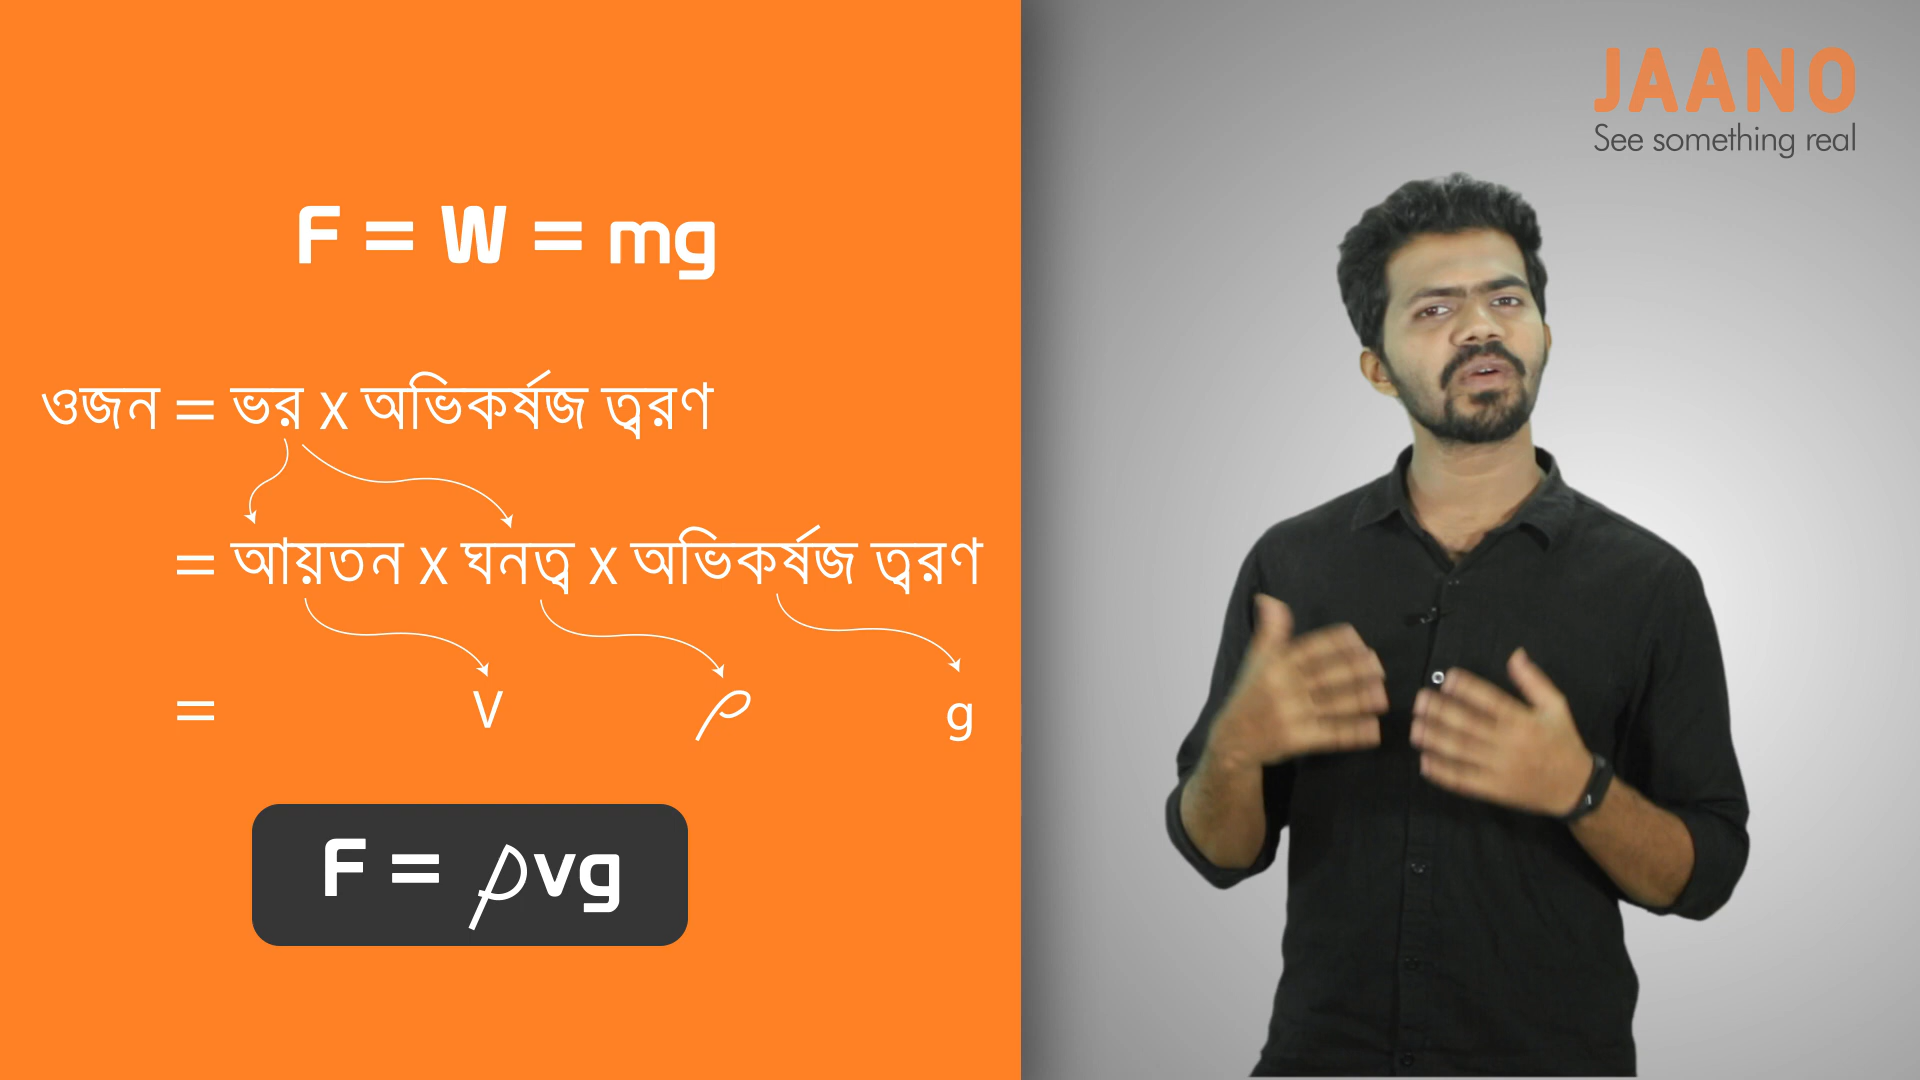 F = W = mg
ওজন = ভর x অভিকর্ষজ ত্বরণ
= আয়তন x ঘনত্ব x অভিকর্ষজ ত্বরণ
= V ρ g
F = ρvg
JAANO
See something real